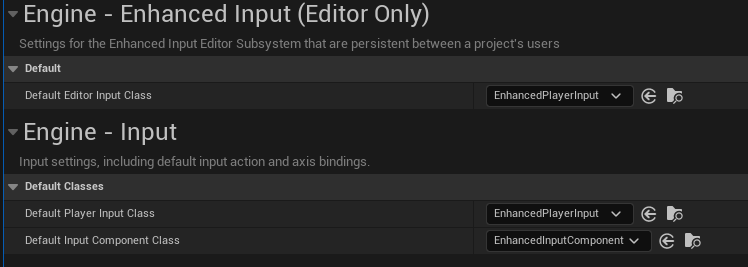 Engine - Enhanced Input (Editor Only)
Settings for the Enhanced Input Editor Subsystem that are persistent between a project's users
Default
Default Editor Input Class EnhancedPlayerInput
Engine - Input
Input settings, including default input action and axis bindings.
Default Classes
Default Player Input Class EnhancedPlayerInput
Default Input Component Class EnhancedInputComponent